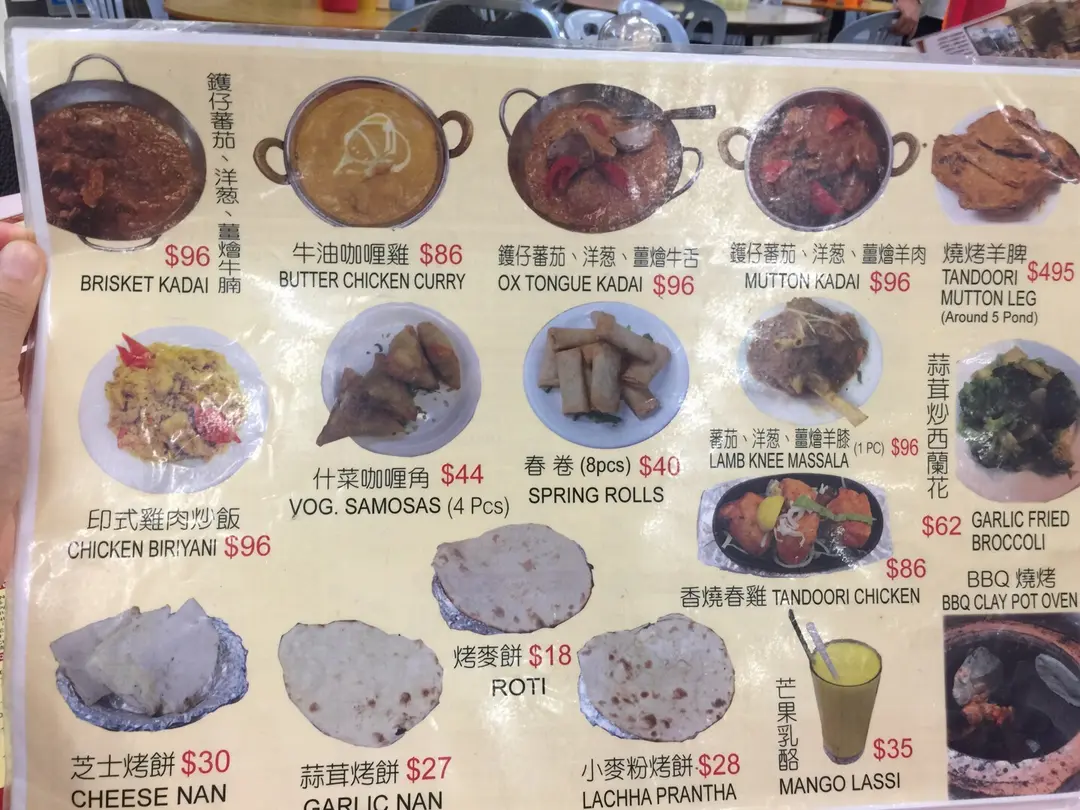 鑊仔蕃茄、洋葱、薑燴牛腩
$96
BRISKET KADAI
牛油咖喱雞 $86
BUTTER CHICKEN CURRY
鑊仔蕃茄、洋葱、薑燴牛舌
OX TONGUE KADAI $96
鑊仔蕃茄、洋葱、薑燴羊肉
MUTTON KADAI $96
燒烤羊脾
TANDOORI $495
MUTTON LEG
(Around 5 Pond)
印式雞肉炒飯
CHICKEN BIRIYANI $96
什菜咖喱角 $44
VOG. SAMOSAS (4 Pcs)
春卷 (8pcs) $40
SPRING ROLLS
蕃茄、洋葱、薑燴羊膝 (1 PC) $96
LAMB KNEE MASSALA
蒜茸炒西蘭花
$62 GARLIC FRIED
BROCCOLI
$86
香燒春雞 TANDOORI CHICKEN
BBQ 燒烤
BBQ CLAY POT OVEN
芝士烤餅 $30
CHEESE NAN
蒜茸烤餅 $27
GARLIC NAN
烤麥餅 $18
ROTI
小麥粉烤餅 $28
LACHHA PRANTHA
芒果乳酪
$35
MANGO LASSI